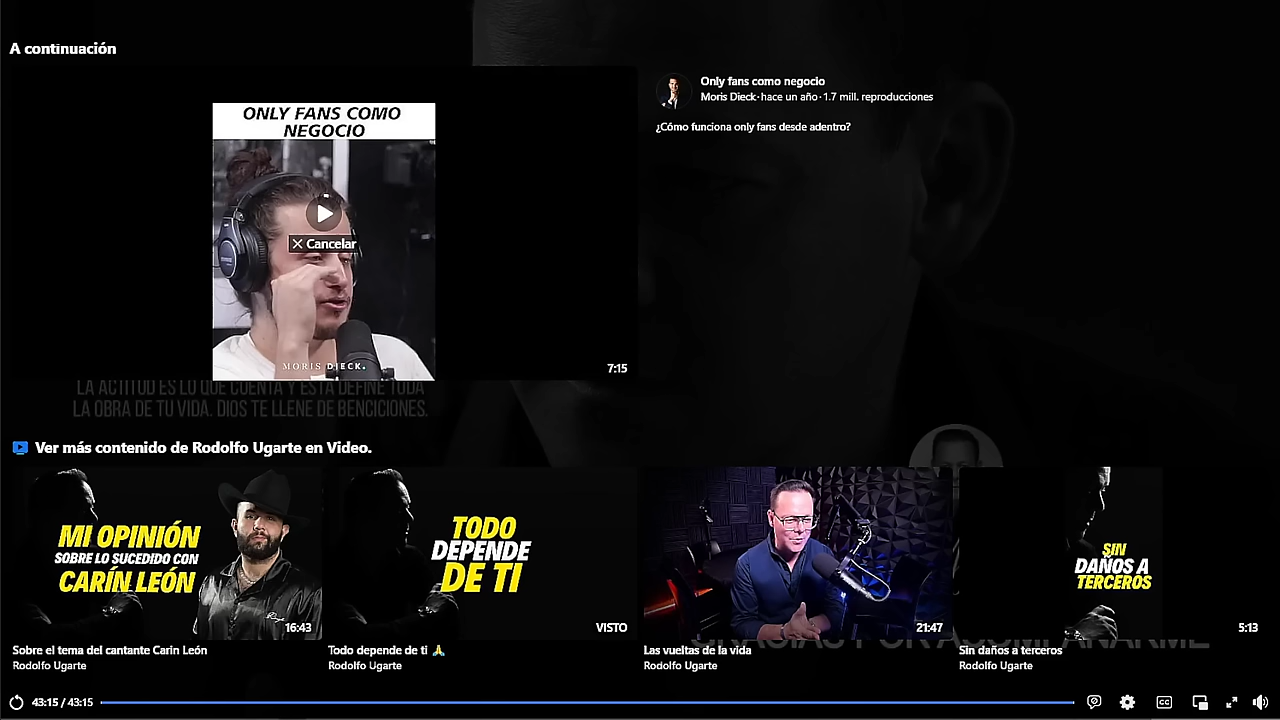 A continuación
ONLY FANS COMO
NEGOCIO
Cancelar
MORIS DIECK.
7:15
Only fans como negocio
Moris Dieck · hace un año · 1.7 mill. reproducciones
¿Cómo funciona only fans desde adentro?
LA ACTITUD ES LO QUE CUENTA Y ESTA DEFINE TODA
LA OBRA DE TU VIDA. DIOS TE LLENE DE BENCICIONES.
Ver más contenido de Rodolfo Ugarte en Video.
MI OPINIÓN
SOBRE LO SUCEDIDO CON
CARÍN LEÓN
16:43
Sobre el tema del cantante Carin León
Rodolfo Ugarte
TODO
DEPENDE
DE TI
VISTO
Todo depende de ti 🙏
Rodolfo Ugarte
21:47
Las vueltas de la vida
Rodolfo Ugarte
SIN
DAÑOS A
TERCEROS
5:13
GRACIAS POR ACOMPAÑARME
Sin daños a terceros
Rodolfo Ugarte
43:15 / 43:15
CC